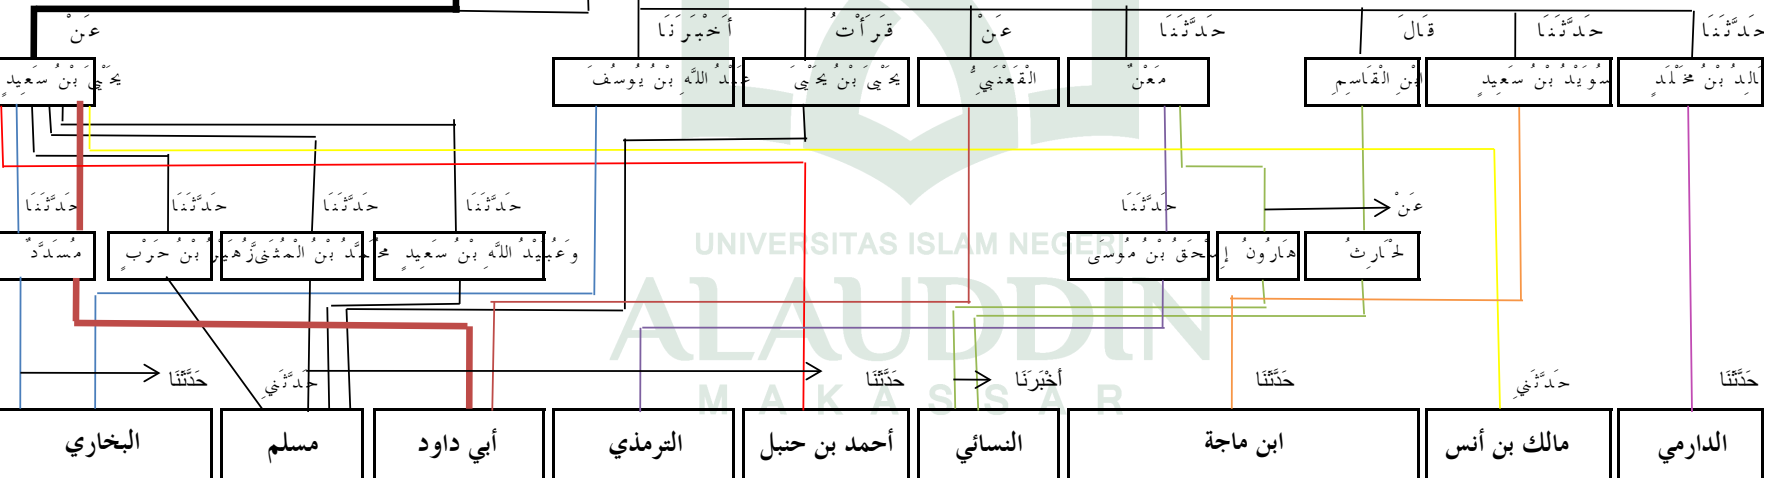 عَنْ أَخْبَرَنَا قَرَأْتُ عَنْ حَدَّثَنَا قَالَ حَدَّثَنَا حَدَّثَنَا
يَحْيَى بْنُ سَعِيدٍ عَبْدُ اللَّهِ بْنُ يُوسُفَ يَحْيَى بْنُ يَحْيَى الْقَعْنَبِيُّ مَعْنٌ ابْنِ الْقَاسِمِ سُوَيْدُ بْنُ سَعِيدٍ الِدُ بْنُ مَخْلَدٍ
حَدَّثَنَا حَدَّثَنَا حَدَّثَنَا حَدَّثَنَا حَدَّثَنَا عَنْ
مُسَدَّدٌ زُهَيْرُ بْنُ حَرْبٍ مُحَمَّدُ بْنُ الْمُثَنَّى وَعُبَيْدُ اللَّهِ بْنُ سَعِيدٍ إِسْحَقُ بْنُ مُوسَى هَارُونُ لْحَارِثُ
UNIVERSITAS ISLAM NEGERI
ALAUDDIN
MAKASSAR
حَدَّثَنَا حَدَّثَنِي حَدَّثَنَا أَخْبَرَنَا حَدَّثَنَا حَدَّثَنِي حَدَّثَنَا
البخاري مسلم أبي داود الترمذي أحمد بن حنبل النسائي ابن ماجة مالك بن أنس الدارمي